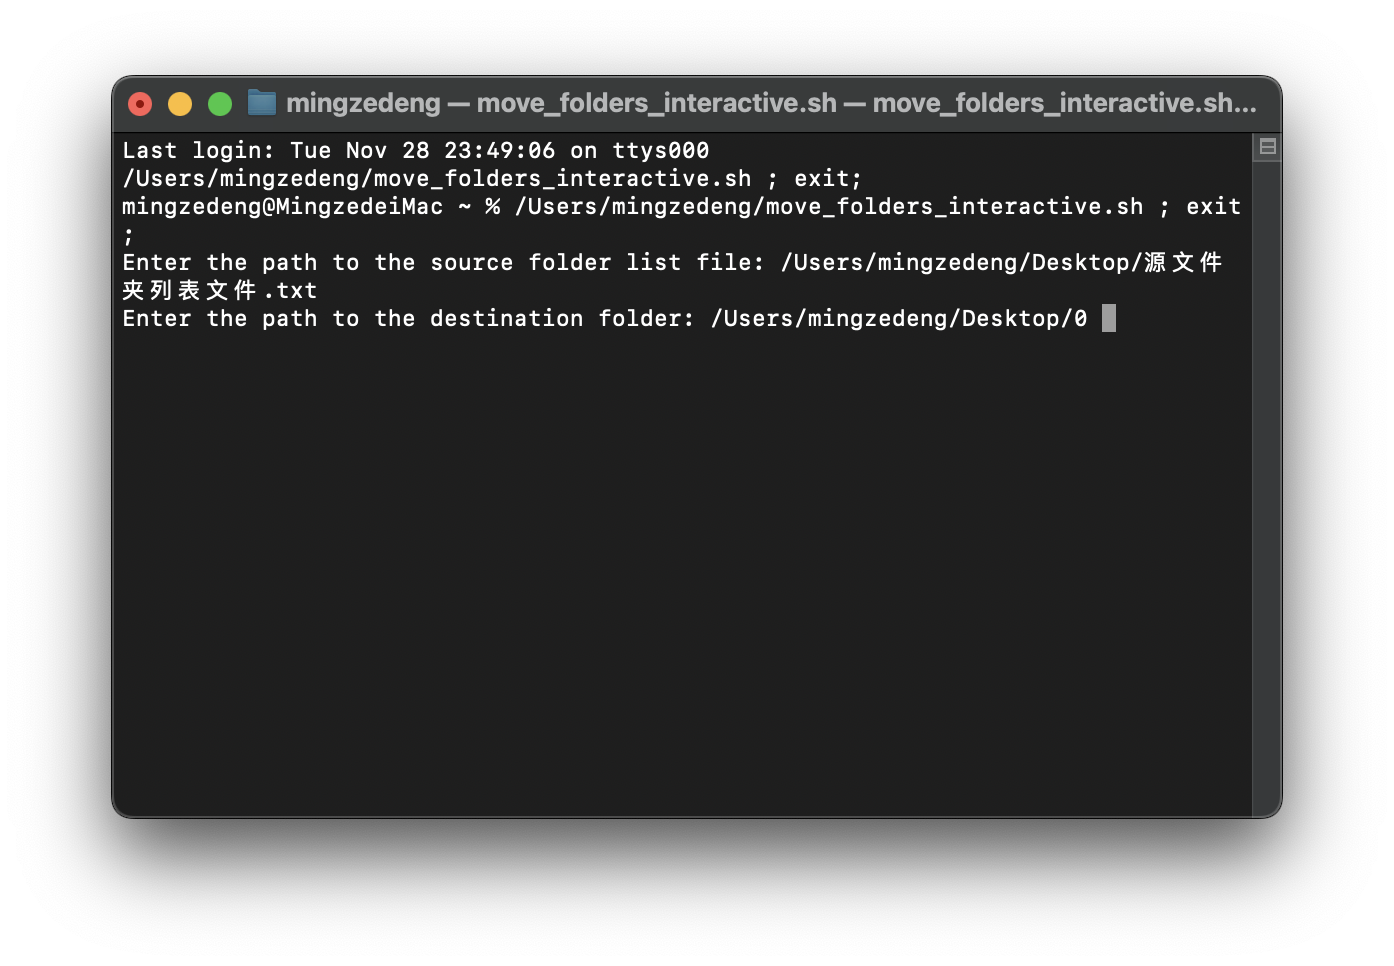 mingzedeng — move_folders_interactive.sh — move_folders_interactive.sh...
Last login: Tue Nov 28 23:49:06 on ttys000
/Users/mingzedeng/move_folders_interactive.sh ; exit;
mingzedeng@MingzedeiMac ~ % /Users/mingzedeng/move_folders_interactive.sh ; exit
;
Enter the path to the source folder list file: /Users/mingzedeng/Desktop/源文件
夹列表文件.txt
Enter the path to the destination folder: /Users/mingzedeng/Desktop/0